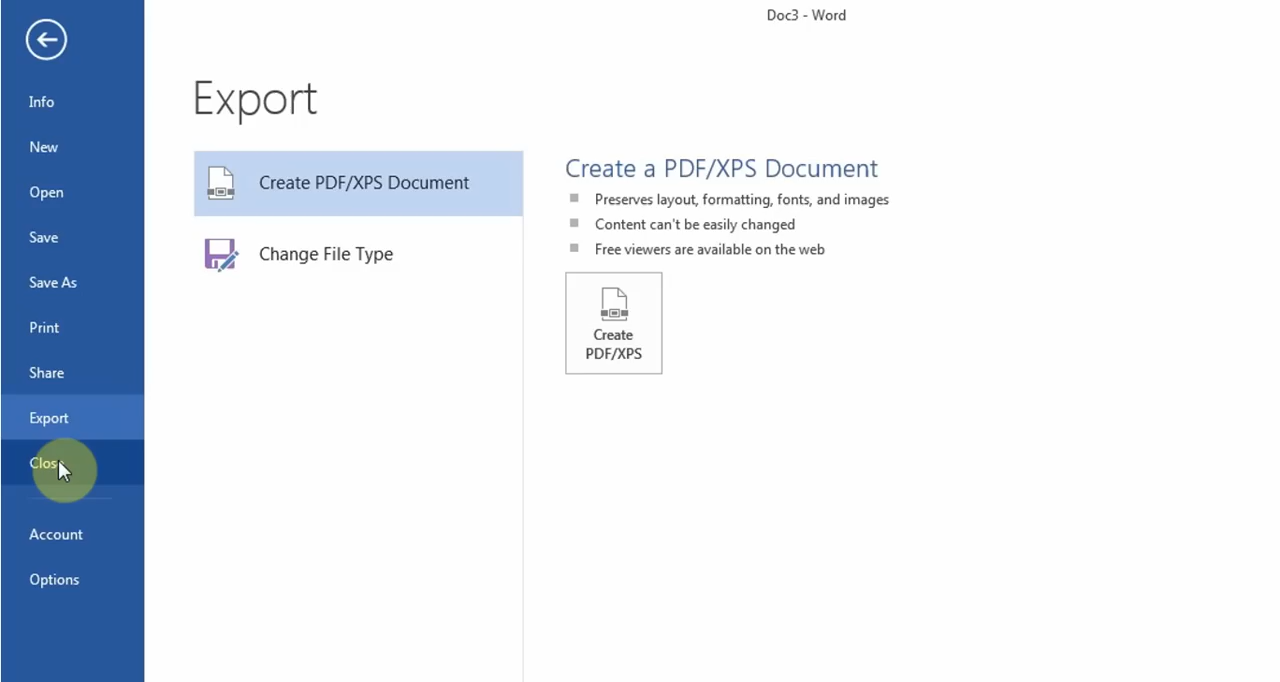 Doc3 - Word
Info
New
Open
Save
Save As
Print
Share
Export
Close
Account
Options
Export
Create PDF/XPS Document
Change File Type
Create a PDF/XPS Document
Preserves layout, formatting, fonts, and images
Content can't be easily changed
Free viewers are available on the web
Create
PDF/XPS